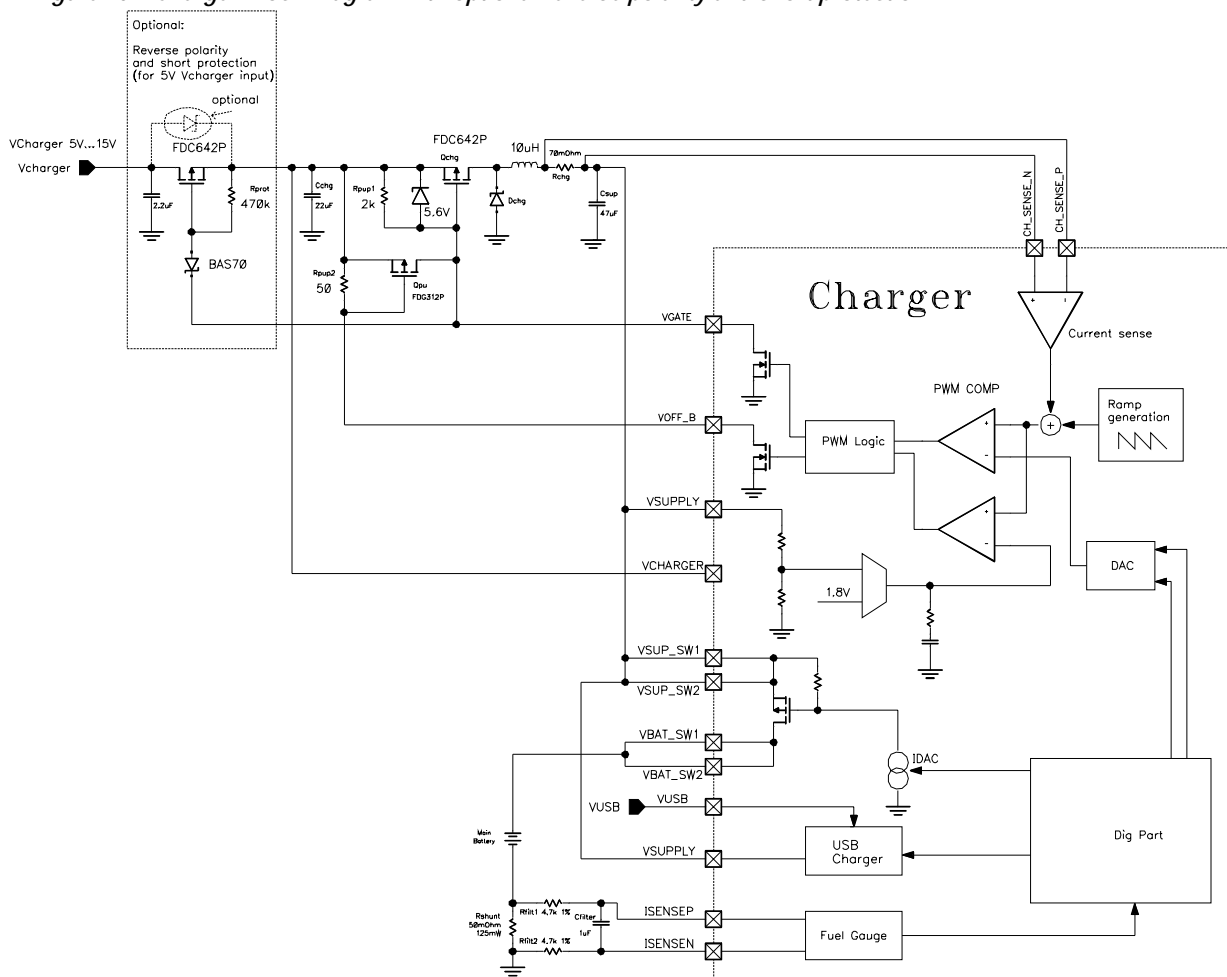 Optional:
Reverse polarity
and short protection
(for 5V Vcharger input)
optional
FDC642P
VCharger 5V...15V
Vcharger
2.2uF
Rprot
470k
BAS70
Cchg
22uF
Rpup1
2k
5.6V
FDC642P
Qchg
10uH
70mOhm
Rchg
Dchg
Csup
47uF
Rpup2
50
Qpu
FDG312P
CH_SENSE_N
CH_SENSE_P
Charger
Current sense
VGATE
PWM COMP
Ramp
generation
VOFF_B
PWM Logic
VSUPPLY
VCHARGER
1.8V
DAC
VSUP_SW1
VSUP_SW2
VBAT_SW1
VBAT_SW2
IDAC
VUSB
VUSB
Dig Part
Main
Battery
VSUPPLY
USB
Charger
Rshunt
50mOhm
125mW
Rfilt1 4.7k 1%
Cfilter
1uF
Rfilt2 4.7k 1%
ISENSEP
ISENSEN
Fuel Gauge